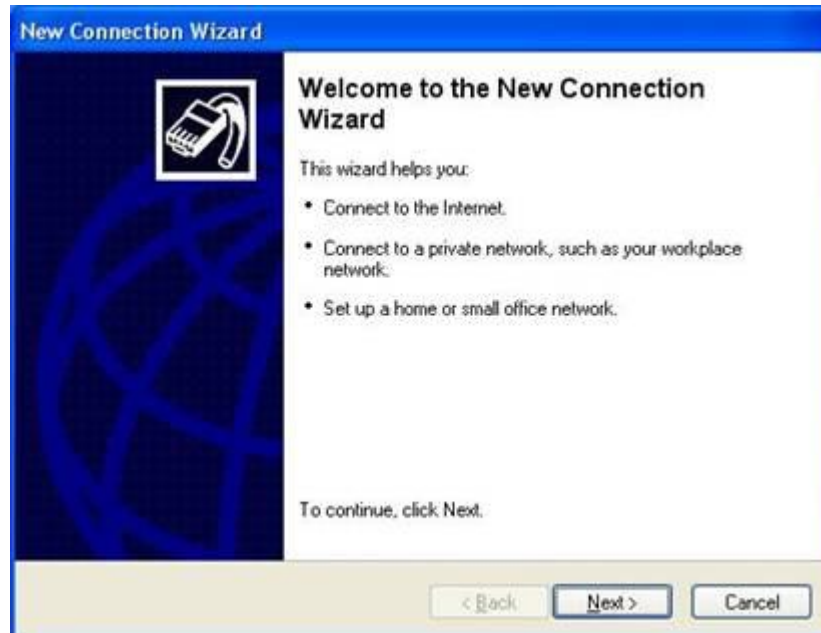 New Connection Wizard
Welcome to the New Connection
Wizard
This wizard helps you:
• Connect to the Internet.
• Connect to a private network, such as your workplace
network.
• Set up a home or small office network.
To continue, click Next.
< Back Next > Cancel